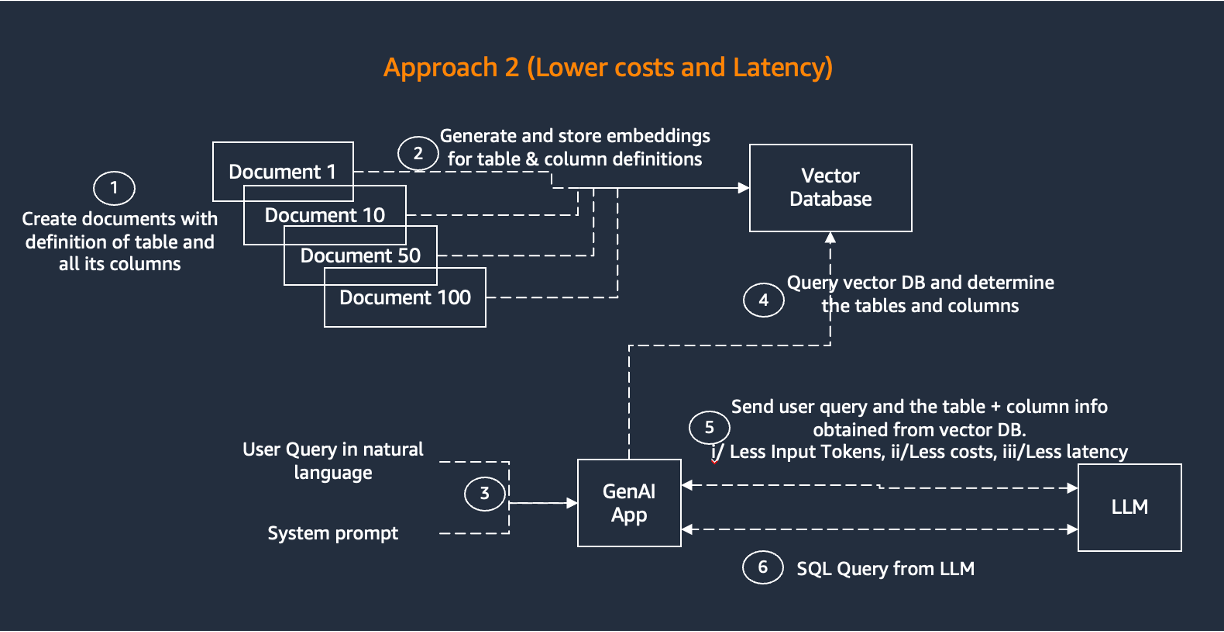 Approach 2 (Lower costs and Latency)
1
Create documents with
definition of table and
all its columns
Document 1
Document 10
Document 50
Document 100
2
Generate and store embeddings
for table & column definitions
Vector
Database
4
Query vector DB and determine
the tables and columns
User Query in natural
language
System prompt
3
GenAI
App
5
Send user query and the table + column info
obtained from vector DB.
i/ Less Input Tokens, ii/Less costs, iii/Less latency
LLM
6
SQL Query from LLM